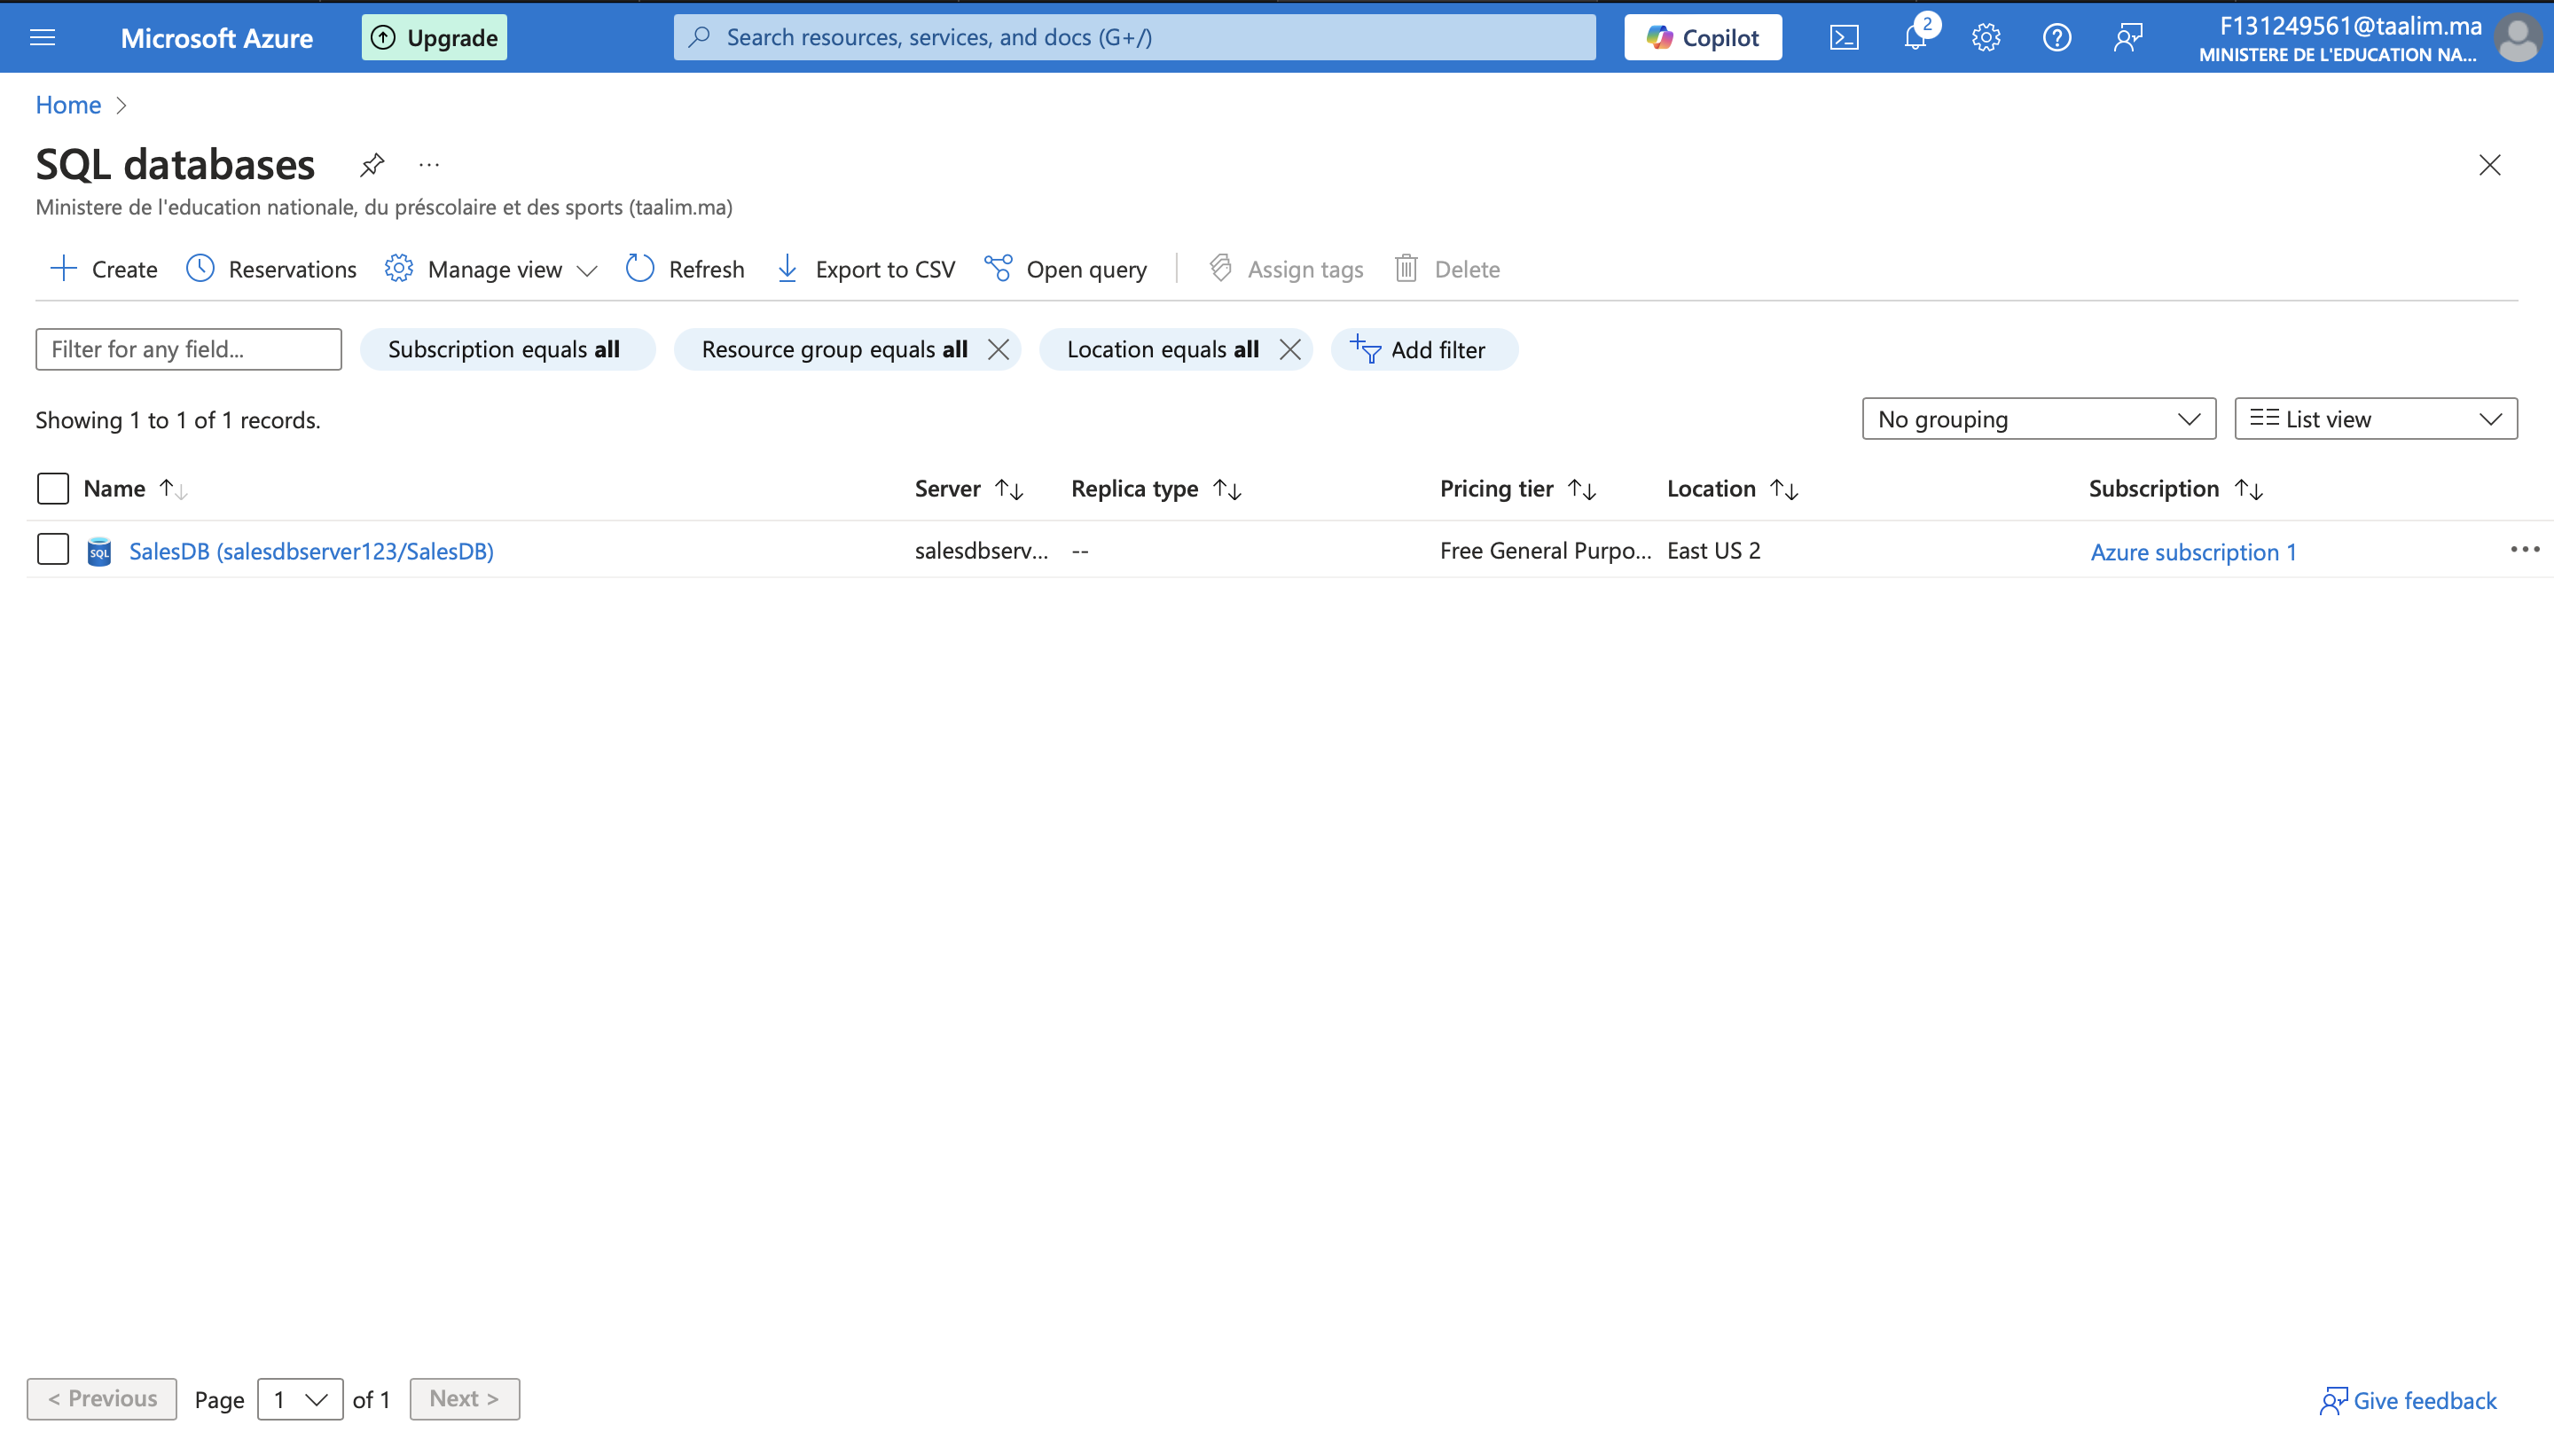 Microsoft Azure
Upgrade
Search resources, services, and docs (G+/)
Copilot
2
F131249561@taalim.ma
MINISTERE DE L'EDUCATION NA...
Home
SQL databases
...
Ministere de l'education nationale, du préscolaire et des sports (taalim.ma)
Create Reservations Manage view Refresh Export to CSV Open query Assign tags Delete
Filter for any field... Subscription equals all Resource group equals all Location equals all Add filter
Showing 1 to 1 of 1 records.
No grouping List view
Name Server Replica type Pricing tier Location Subscription
SQL SalesDB (salesdbserver123/SalesDB) salesdbserv... -- Free General Purpo... East US 2 Azure subscription 1
< Previous Page 1 of 1 Next >
Give feedback